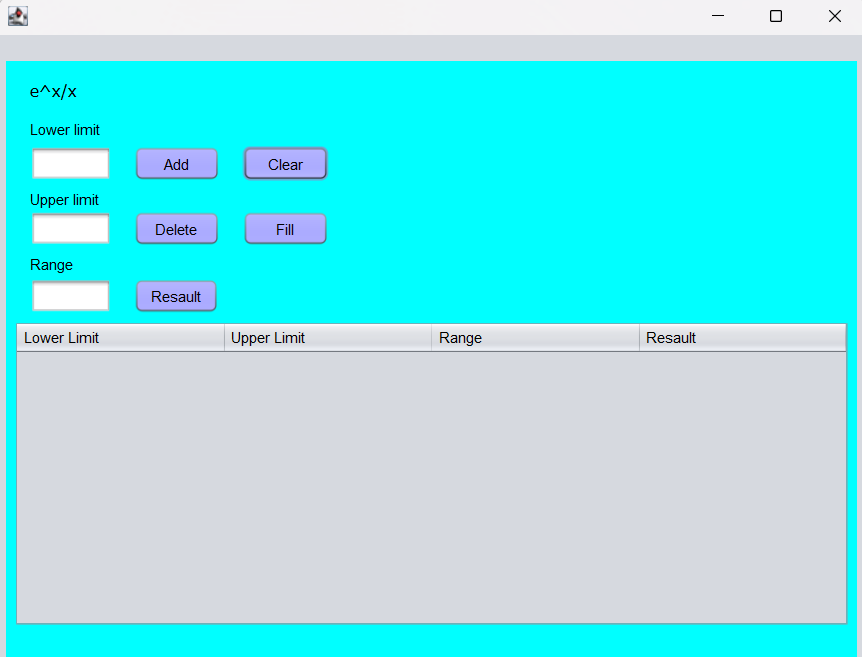 e^x/x
Lower limit
Add Clear
Upper limit
Delete Fill
Range
Resault
Lower Limit Upper Limit Range Resault